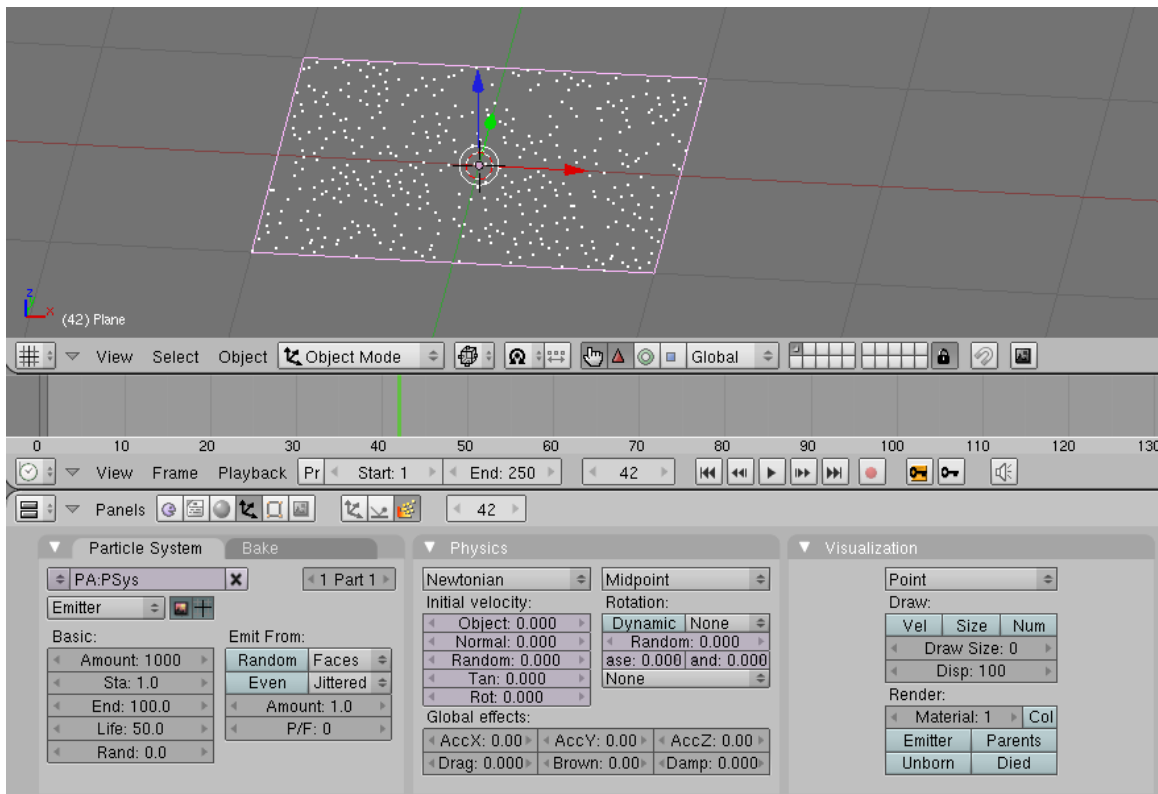 z
x
(42) Plane
View Select Object Object Mode Global
0 10 20 30 40 50 60 70 80 90 100 110 120 130
View Frame Playback Pr Start: 1 End: 250 42
Panels 42
Particle System Bake Physics Visualization
PA:PSys 1 Part 1 Newtonian Midpoint Point
Emitter Initial velocity: Rotation: Draw:
Object: 0.000 Dynamic None Vel Size Num
Basic: Emit From: Normal: 0.000 Random: 0.000 Draw Size: 0
Amount: 1000 Random Faces Random: 0.000 ase: 0.000 and: 0.000 Disp: 100
Sta: 1.0 Even Jittered Tan: 0.000 None Render:
End: 100.0 Amount: 1.0 Rot: 0.000 Material: 1 Col
Life: 50.0 P/F: 0 Global effects: Emitter Parents
Rand: 0.0 AccX: 0.00 AccY: 0.00 AccZ: 0.00 Unborn Died
Drag: 0.000 Brown: 0.00 Damp: 0.000